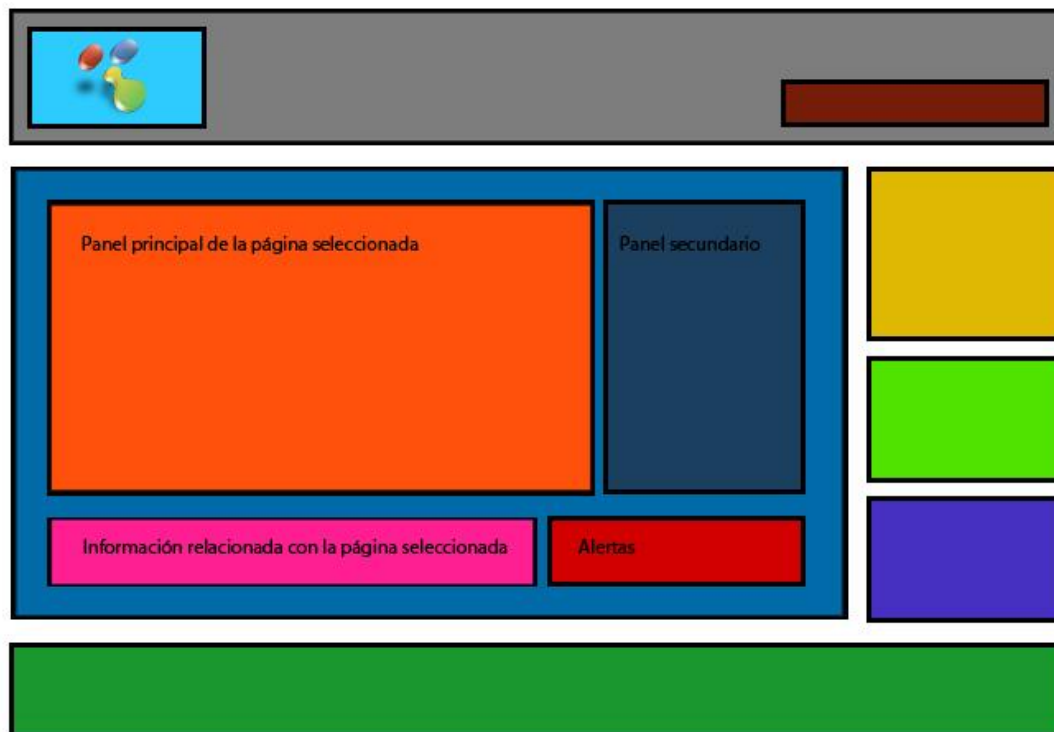 Panel principal de la página seleccionada
Panel secundario
Información relacionada con la página seleccionada
Alertas